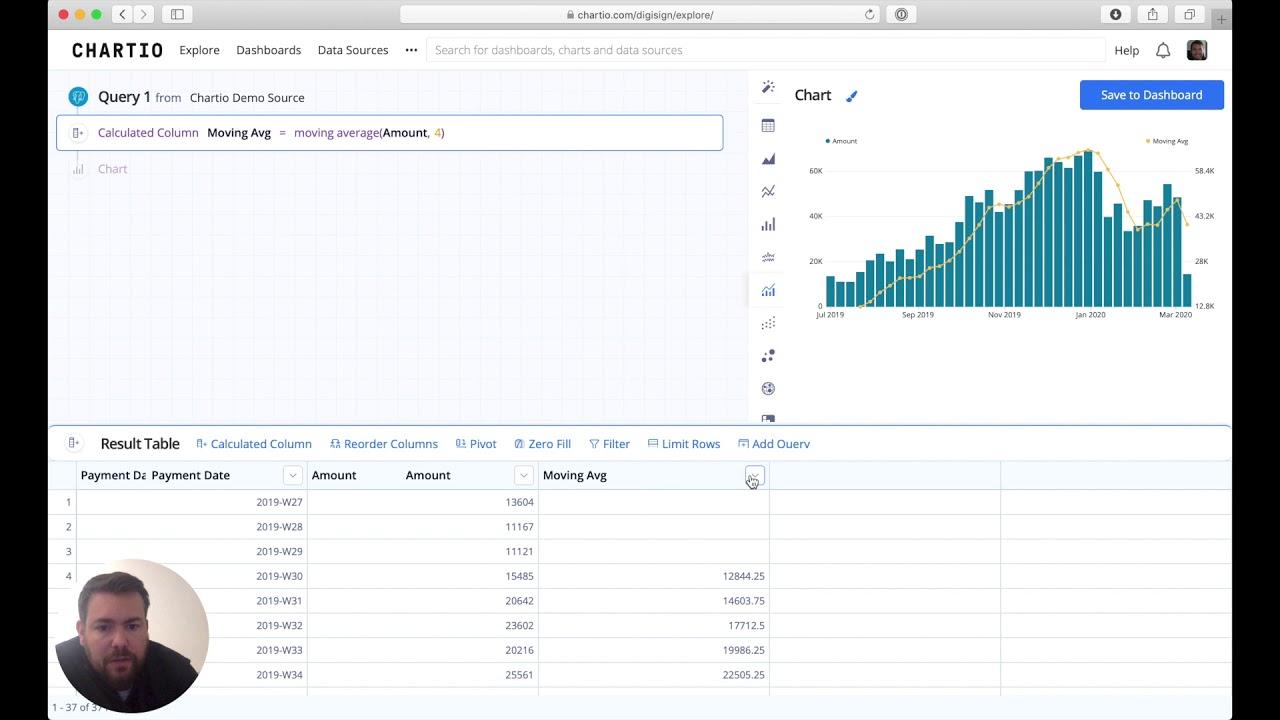 chartio.com/digisign/explore/
CHARTIO Explore Dashboards Data Sources ••• Search for dashboards, charts and data sources Help
Query 1 from Chartio Demo Source
Calculated Column Moving Avg = moving average(Amount, 4)
Chart
Chart Save to Dashboard
Amount Moving Avg
60K 58.4K
40K 43.2K
20K 28K
0 12.8K
Jul 2019 Sep 2019 Nov 2019 Jan 2020 Mar 2020
Result Table Calculated Column Reorder Columns Pivot Zero Fill Filter Limit Rows Add Query
Payment Da Payment Date Amount Amount Moving Avg
1 2019-W27 13604
2 2019-W28 11167
3 2019-W29 11121
4 2019-W30 15485 12844.25
2019-W31 20642 14603.75
2019-W32 23602 17712.5
2019-W33 20216 19986.25
2019-W34 25561 22505.25
1 - 37 of 37